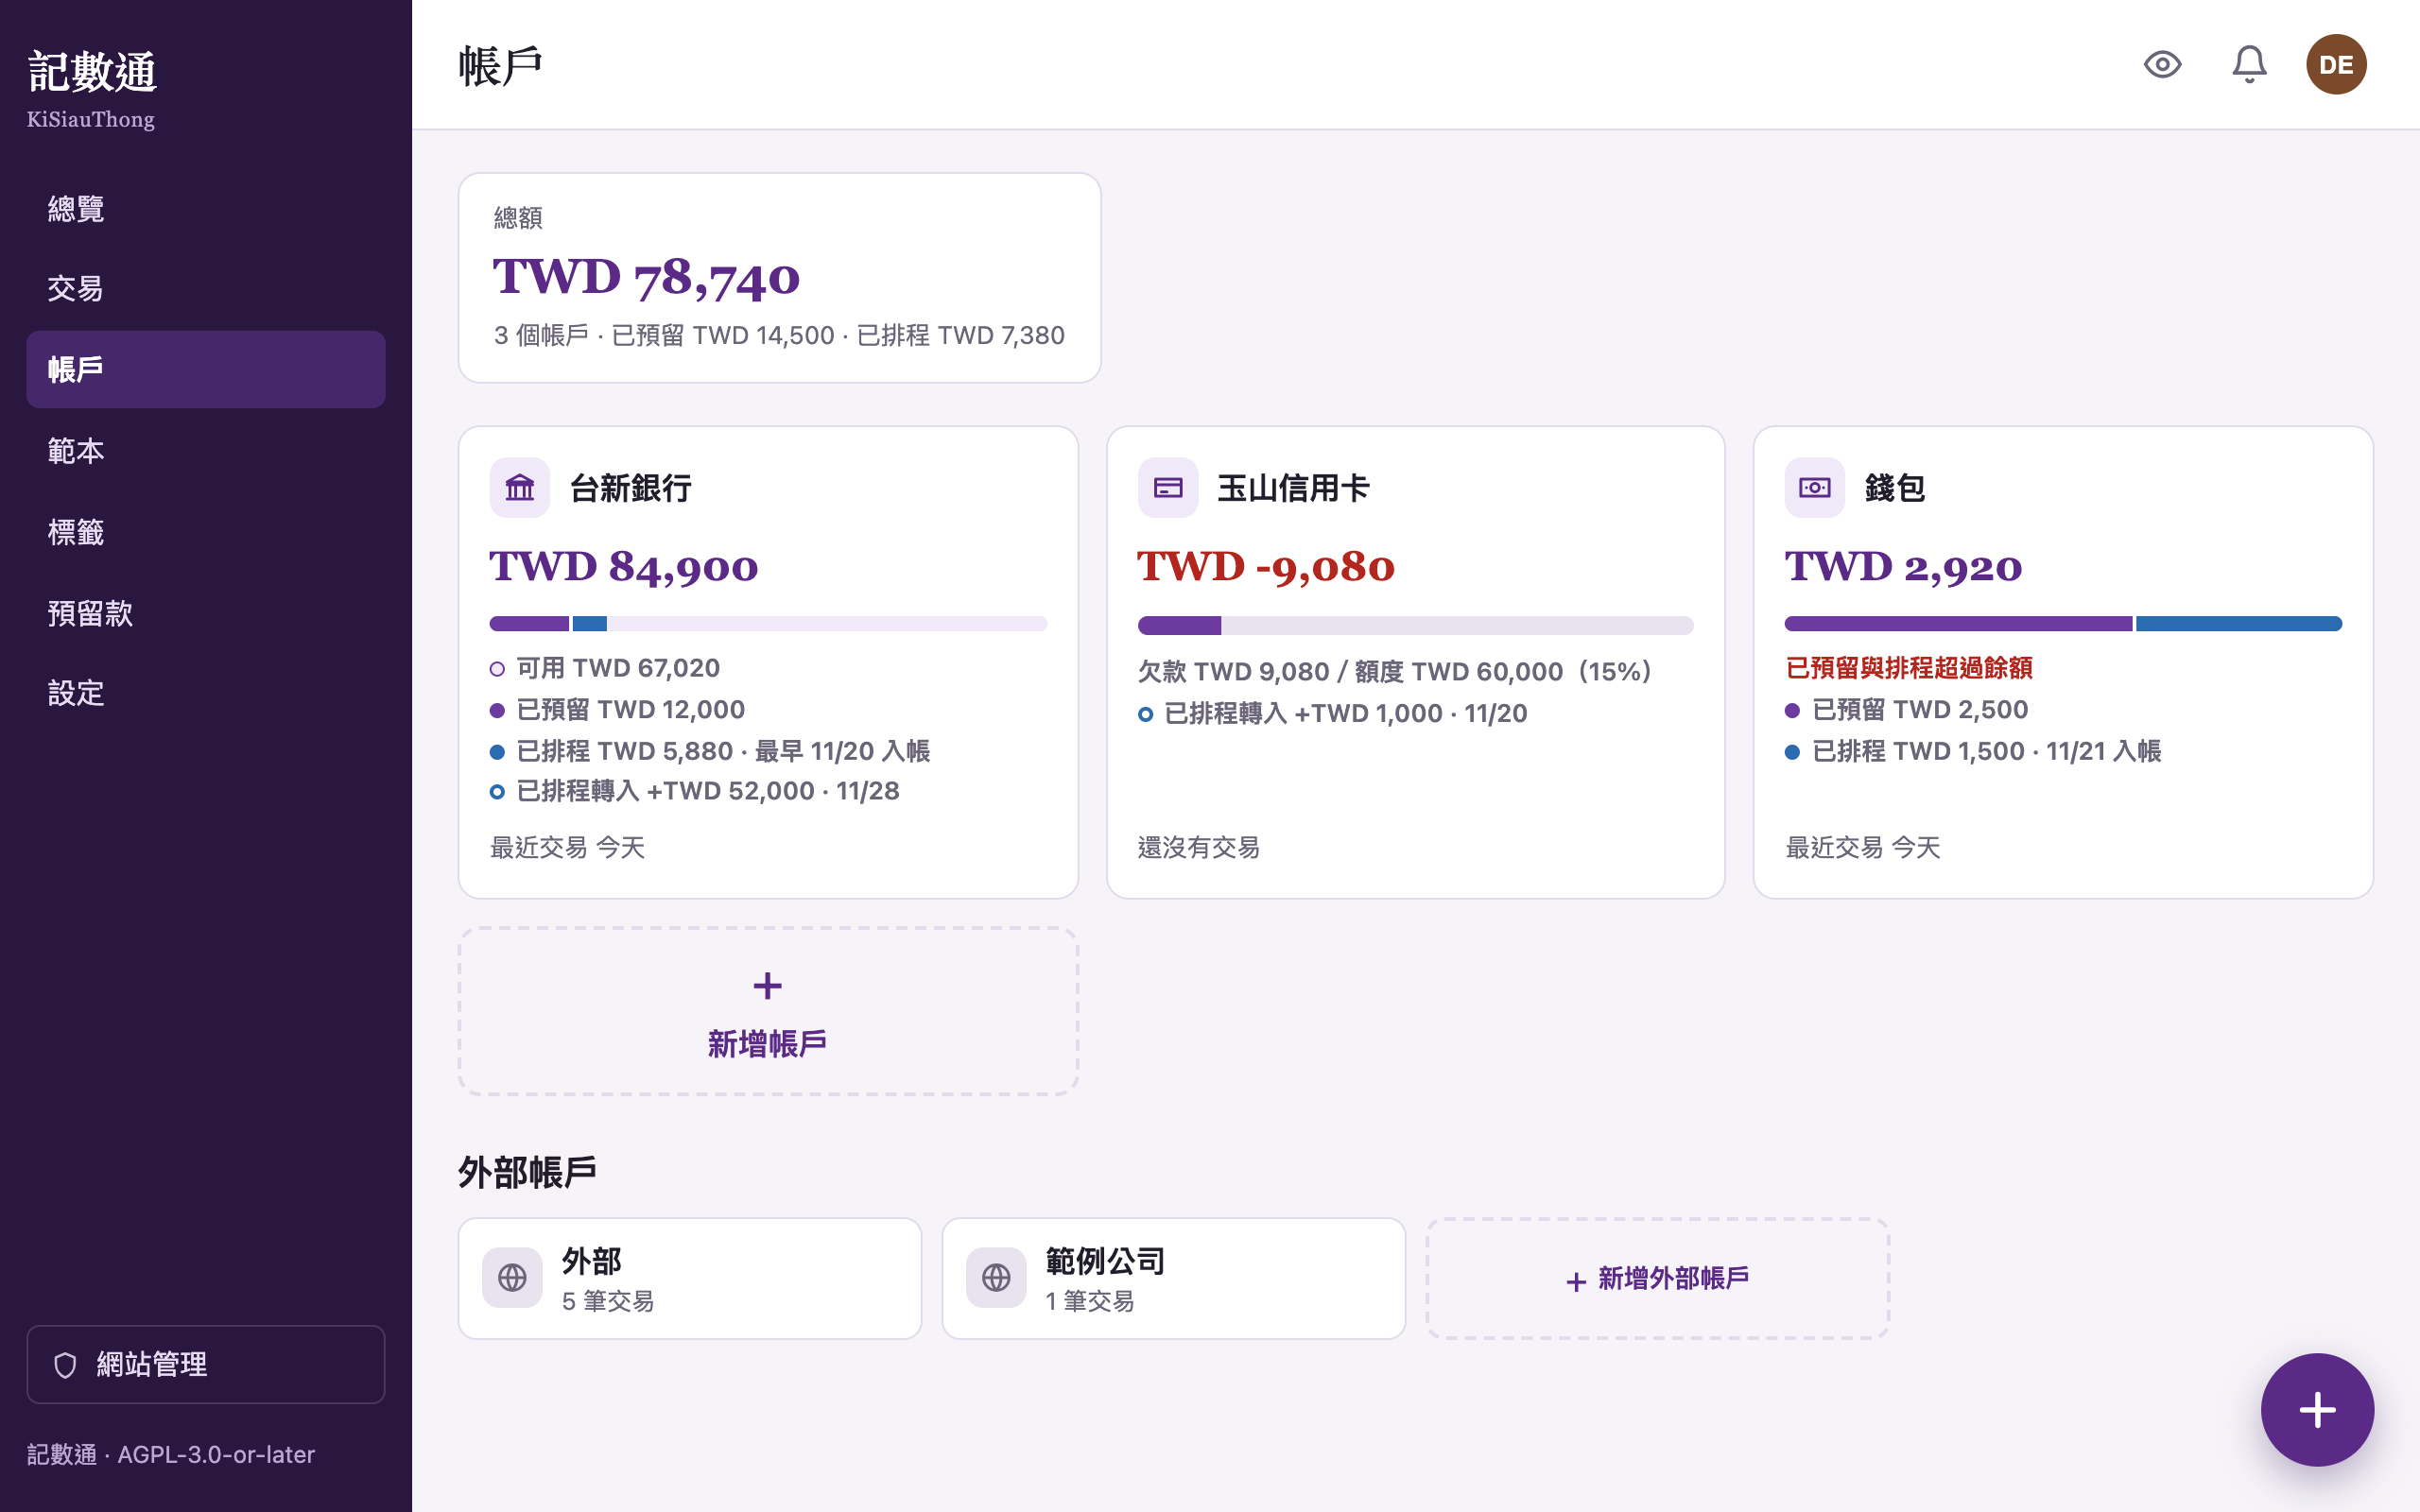 記數通
KiSiauThong
總覽
交易
帳戶
範本
標籤
預留款
設定
網站管理
記數通 · AGPL-3.0-or-later
帳戶
DE
總額
TWD 78,740
3 個帳戶 · 已預留 TWD 14,500 · 已排程 TWD 7,380
台新銀行
TWD 84,900
可用 TWD 67,020
已預留 TWD 12,000
已排程 TWD 5,880 · 最早 11/20 入帳
已排程轉入 +TWD 52,000 · 11/28
最近交易 今天
玉山信用卡
TWD -9,080
欠款 TWD 9,080 / 額度 TWD 60,000（15%）
已排程轉入 +TWD 1,000 · 11/20
還沒有交易
錢包
TWD 2,920
已預留與排程超過餘額
已預留 TWD 2,500
已排程 TWD 1,500 · 11/21 入帳
最近交易 今天
+
新增帳戶
外部帳戶
外部
5 筆交易
範例公司
1 筆交易
+ 新增外部帳戶
+